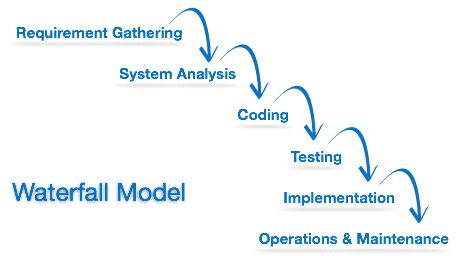 Requirement Gathering
System Analysis
Coding
Testing
Waterfall Model
Implementation
Operations & Maintenance